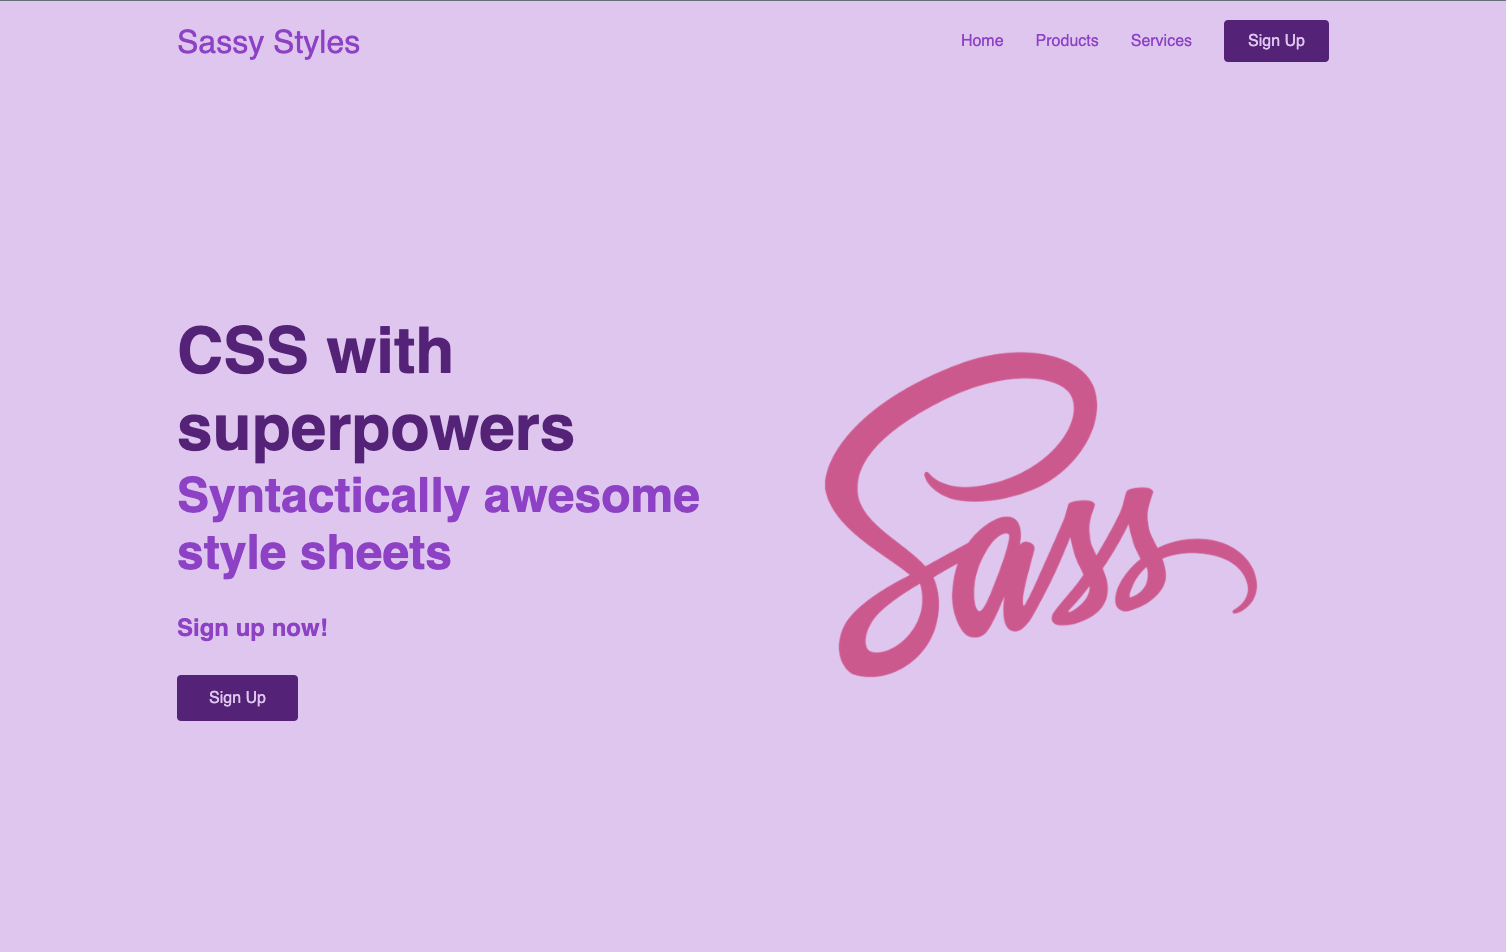 Sassy Styles
Home Products Services Sign Up
CSS with
superpowers
Syntactically awesome
style sheets
Sign up now!
Sign Up
Sass